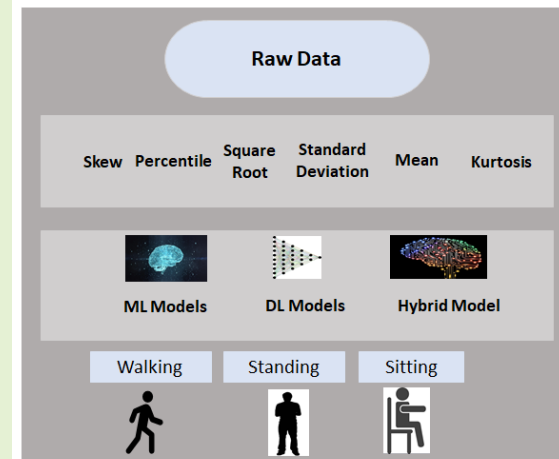 Raw Data
Skew Percentile Square Root Standard Deviation Mean Kurtosis
ML Models DL Models Hybrid Model
Walking Standing Sitting